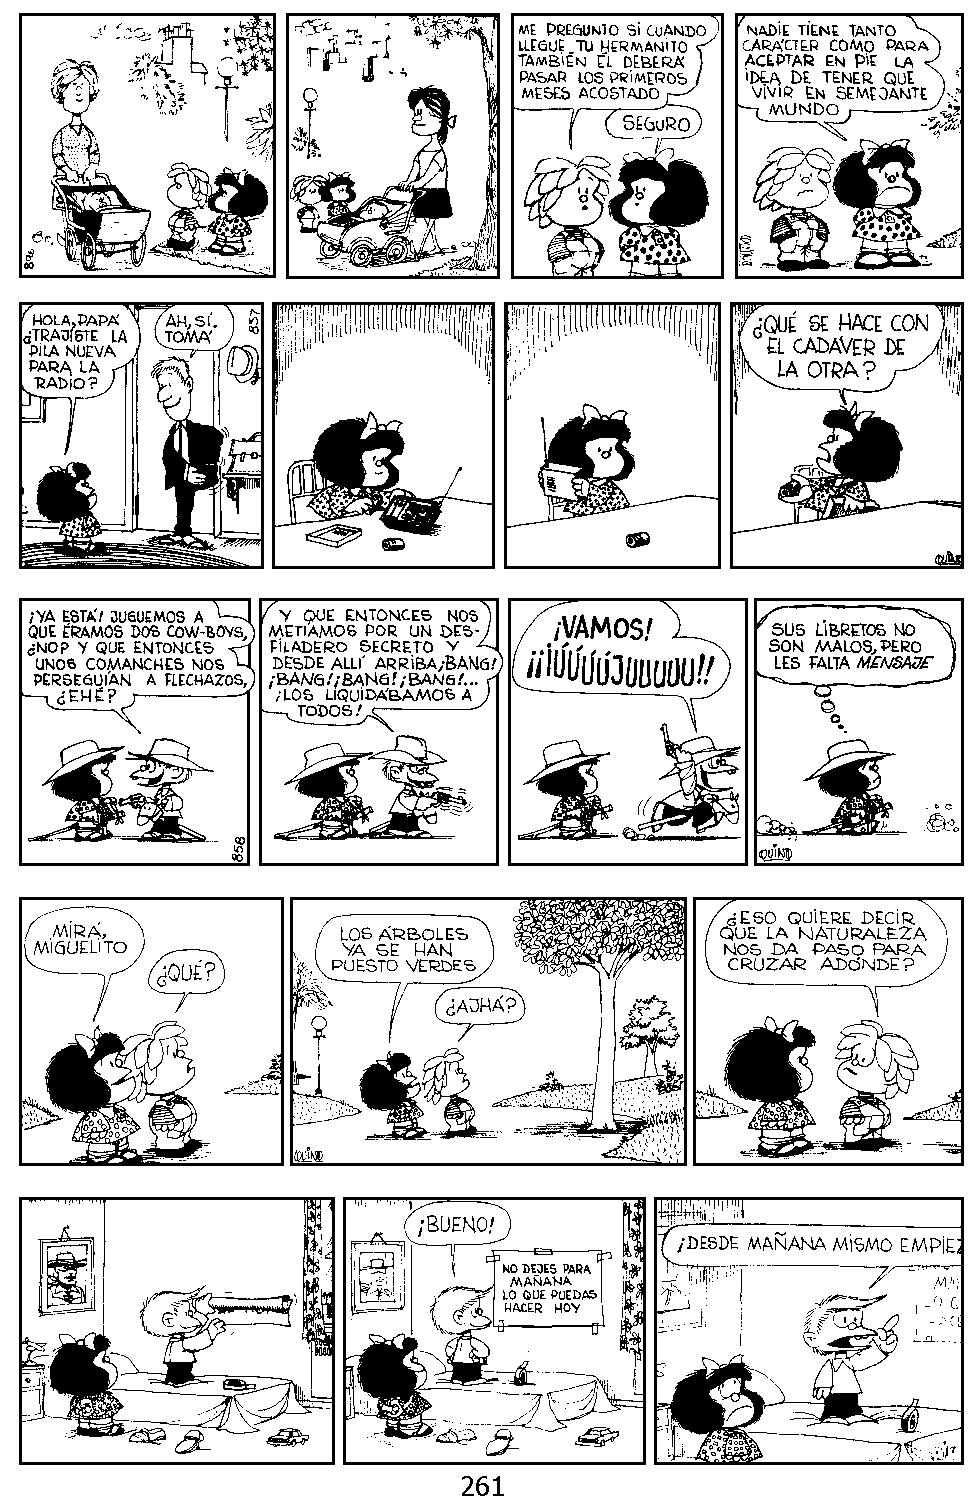 ME PREGUNTO SI CUANDO
LLEGUE TU HERMANITO
TAMBIÉN ÉL DEBERÁ
PASAR LOS PRIMEROS
MESES ACOSTADO
SEGURO
NADIE TIENE TANTO
CARÁCTER COMO PARA
ACEPTAR EN PIE LA
IDEA DE TENER QUE
VIVIR EN SEMEJANTE
MUNDO
HOLA, PAPÁ
¿TRAJISTE LA
PILA NUEVA
PARA LA
RADIO?
AH, SÍ.
TOMÁ
857
¿QUÉ SE HACE CON
EL CADÁVER DE
LA OTRA?
¡YA ESTÁ! JUGUEMOS A
QUE ÉRAMOS DOS COW-BOYS,
¿NO? Y QUE ENTONCES
UNOS COMANCHES NOS
PERSEGUÍAN A FLECHAZOS,
¿EHÉ?
858
Y QUE ENTONCES NOS
METÍAMOS POR UN DES-
FILADERO SECRETO Y
DESDE ALLÍ ARRIBA, ¡BANG!
¡BANG! ¡BANG! ¡BANG!...
¡LOS LIQUIDÁBAMOS A
TODOS!
¡VAMOS!
¡¡¡IÚÚÚÚJUUUUU!!
SUS LIBRETOS NO
SON MALOS, PERO
LES FALTA MENSAJE
QUINO
MIRÁ,
MIGUELITO
¿QUÉ?
LOS ÁRBOLES
YA SE HAN
PUESTO VERDES
¿AJHÁ?
QUINO
¿ESO QUIERE DECIR
QUE LA NATURALEZA
NOS DA PASO PARA
CRUZAR ADÓNDE?
¡BUENO!
NO DEJES PARA
MAÑANA
LO QUE PUEDAS
HACER HOY
¡DESDE MAÑANA MISMO EMPIEZ
261